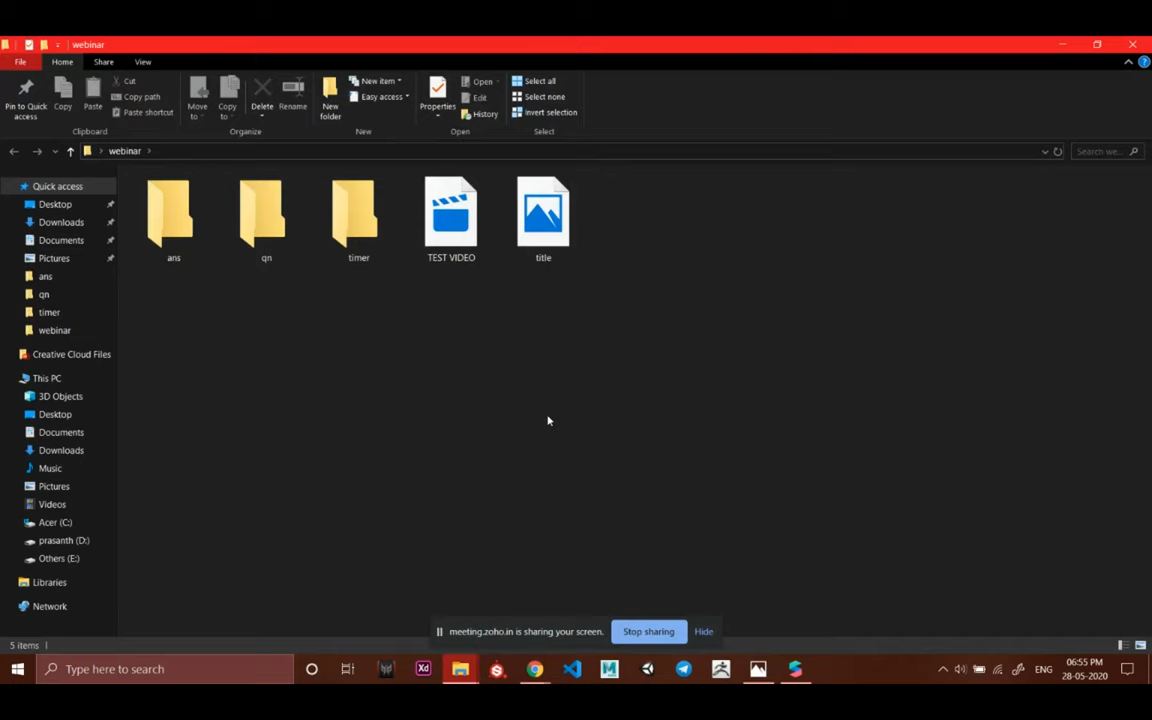 webinar
File Home Share View
Pin to Quick access
Copy
Paste
Cut
Copy path
Paste shortcut
Clipboard
Move to
Copy to
Delete
Rename
Organize
New folder
New item
Easy access
New
Properties
Open
Edit
History
Open
Select all
Select none
Invert selection
Select
webinar
Search we...
Quick access
Desktop
Downloads
Documents
Pictures
ans
qn
timer
webinar
Creative Cloud Files
This PC
3D Objects
Desktop
Documents
Downloads
Music
Pictures
Videos
Acer (C:)
prasanth (D:)
Others (E:)
Libraries
Network
ans
qn
timer
TEST VIDEO
title
meeting.zoho.in is sharing your screen. Stop sharing Hide
5 items
Type here to search
Xd
ENG
06:55 PM
28-05-2020